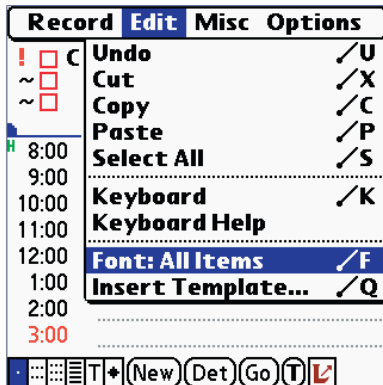 Record Edit Misc Options
! C
~
~
Undo /U
Cut /X
Copy /C
Paste /P
Select All /S
Keyboard /K
Keyboard Help
Font: All Items /F
Insert Template... /Q
H
8:00
9:00
10:00
11:00
12:00
1:00
2:00
3:00
T New Det Go T